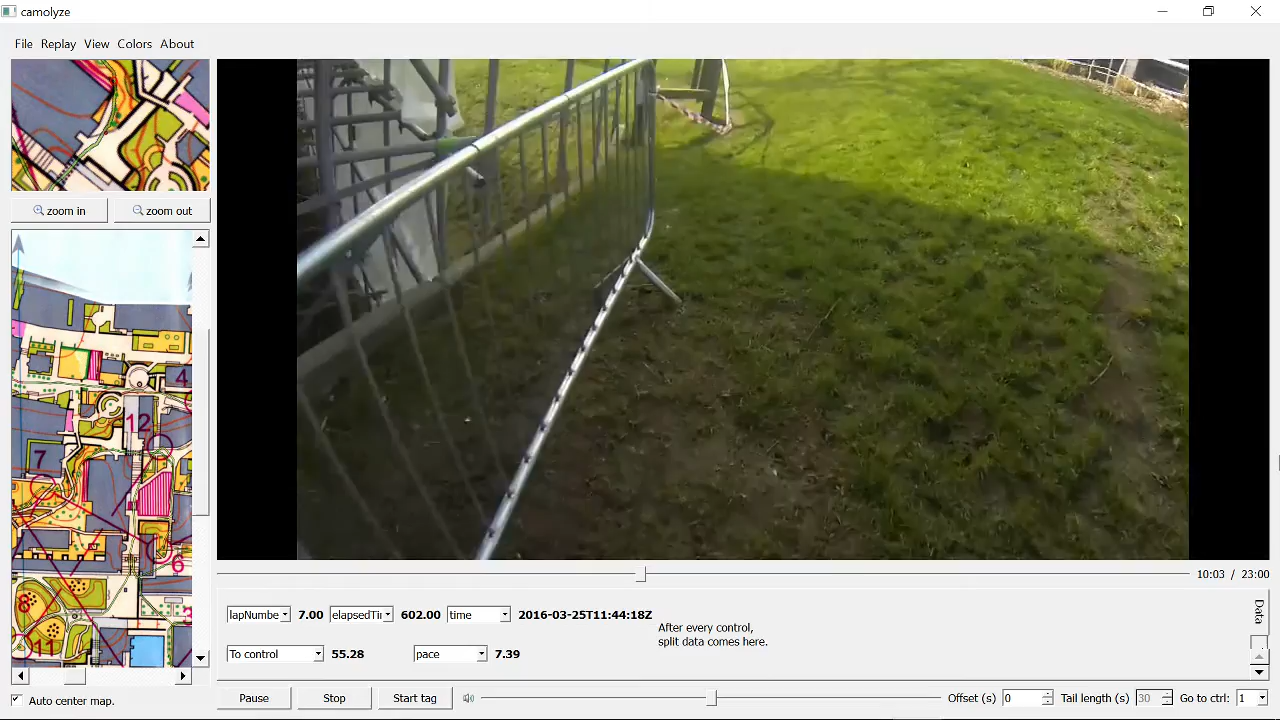 camolyze
File Replay View Colors About
zoom in zoom out
4
12
7
6
8
11
10:03 / 23:00
lapNumbe 7.00 elapsedTir 602.00 time 2016-03-25T11:44:18Z
After every control,
split data comes here.
To control 55.28 pace 7.39
Data
Auto center map.
Pause Stop Start tag Offset (s) 0 Tail length (s) 30 Go to ctrl: 1